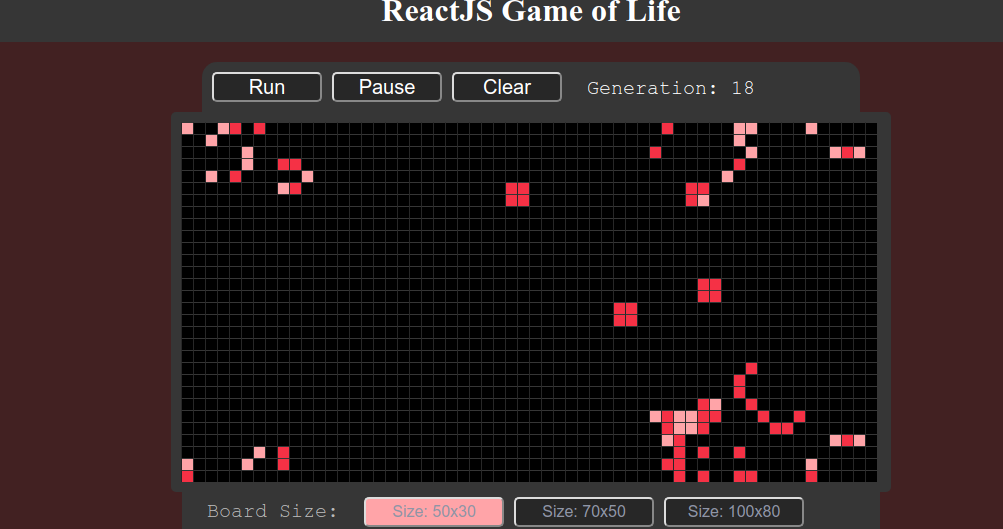 ReactJS Game of Life
Run Pause Clear Generation: 18
Board Size: Size: 50x30 Size: 70x50 Size: 100x80